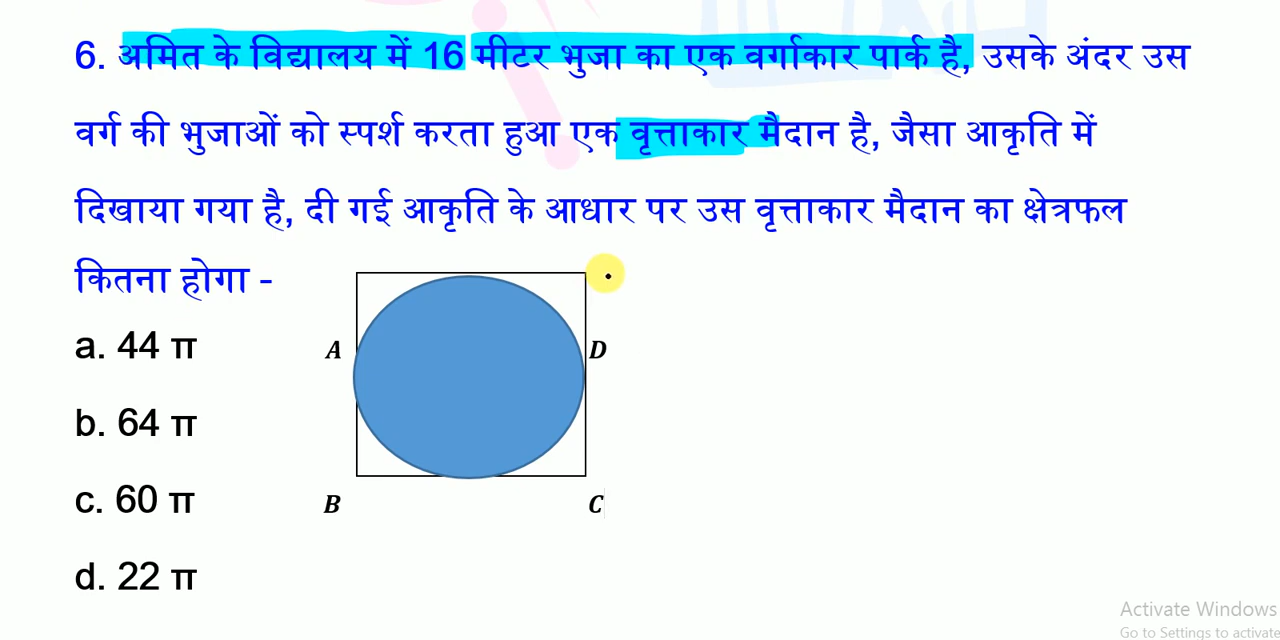 6. अमित के विद्यालय में 16 मीटर भुजा का एक वर्गाकार पार्क है, उसके अंदर उस
वर्ग की भुजाओं को स्पर्श करता हुआ एक वृत्ताकार मैदान है, जैसा आकृति में
दिखाया गया है, दी गई आकृति के आधार पर उस वृत्ताकार मैदान का क्षेत्रफल
कितना होगा -
a. 44 π
A
D
b. 64 π
c. 60 π
B
C
d. 22 π
Activate Windows
Go to Settings to activate